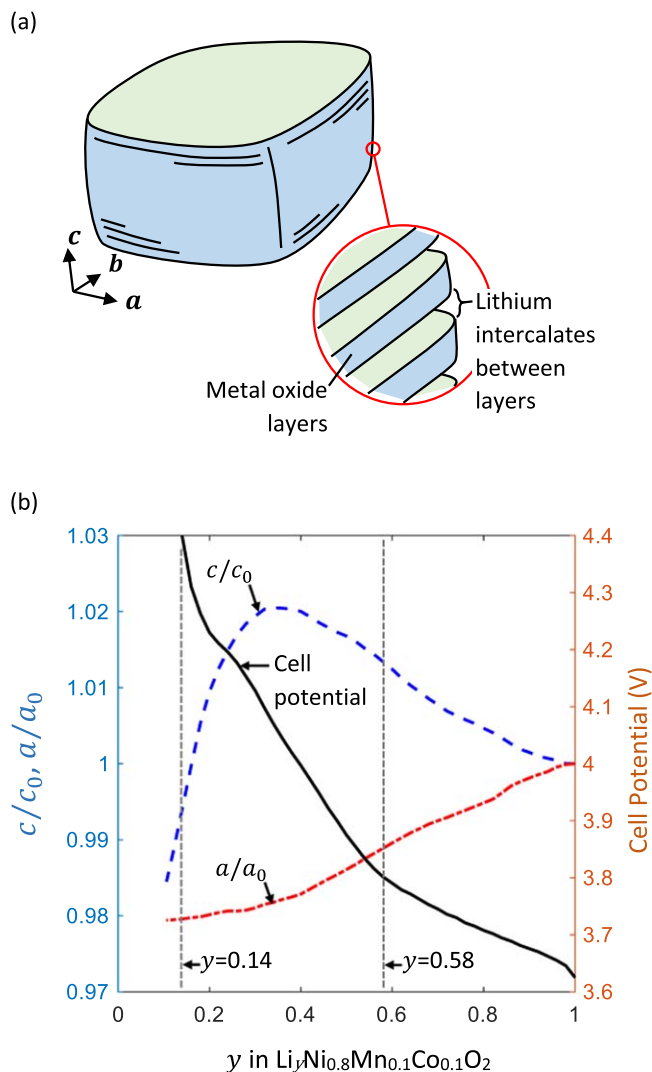 (a)
c
b
a
Lithium
intercalates
between
layers
Metal oxide
layers
(b)
1.03
1.02
1.01
1
0.99
0.98
0.97
c/c₀, a/a₀
4.4
4.3
4.2
4.1
4
3.9
3.8
3.7
3.6
Cell Potential (V)
c/c₀
Cell
potential
a/a₀
y=0.14
y=0.58
0
0.2
0.4
0.6
0.8
1
y in LiᵧNi₀.₈Mn₀.₁Co₀.₁O₂